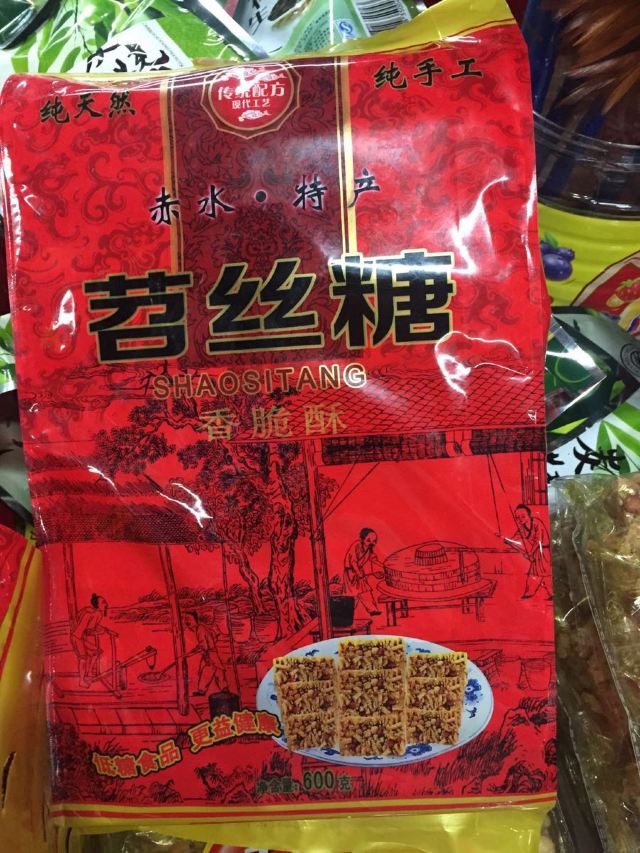 纯天然
传统配方
现代工艺
纯手工
赤水·特产
苕丝糖
SHAOSITANG
香脆酥
低糖食品 更益健康
净含量:600克